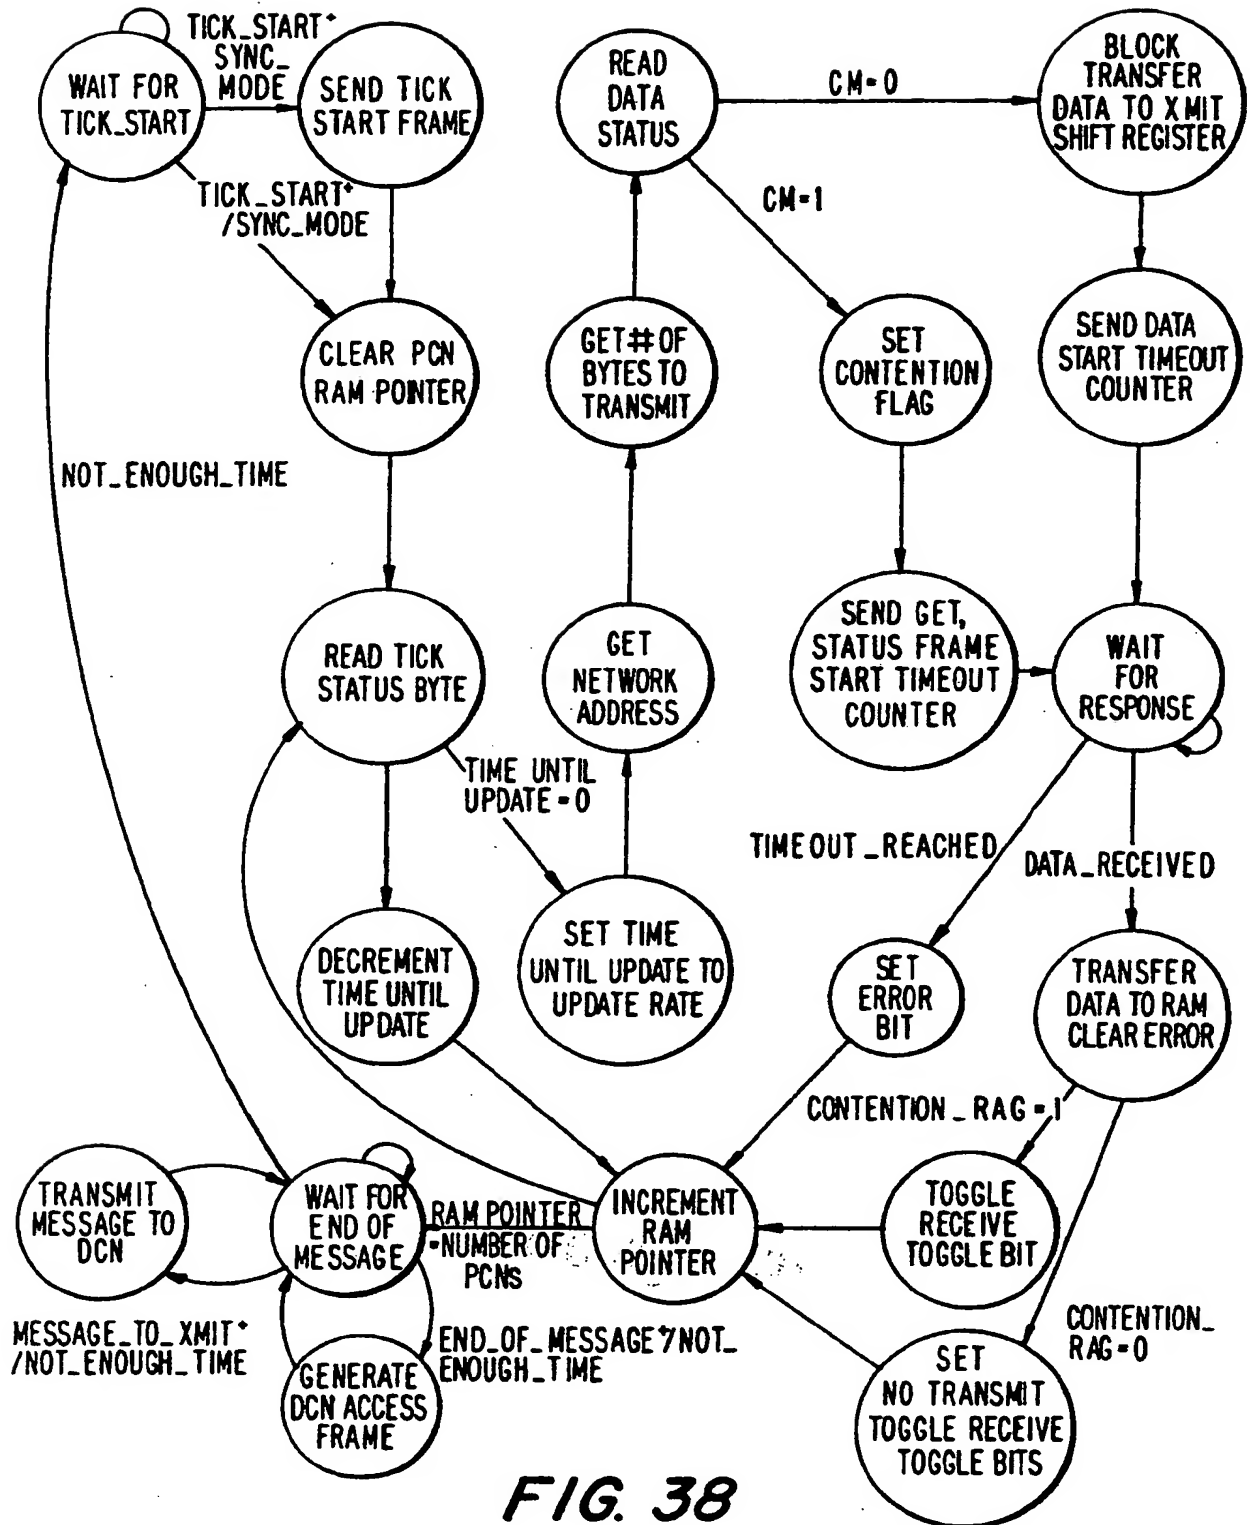 WAIT FOR
TICK_START
TICK_START*
SYNC_
MODE
SEND TICK
START FRAME
TICK_START*
/SYNC_MODE
CLEAR PCN
RAM POINTER
NOT_ENOUGH_TIME
READ TICK
STATUS BYTE
TIME UNTIL
UPDATE=0
DECREMENT
TIME UNTIL
UPDATE
SET TIME
UNTIL UPDATE TO
UPDATE RATE
GET
NETWORK
ADDRESS
GET # OF
BYTES TO
TRANSMIT
READ
DATA
STATUS
CM=0
CM=1
BLOCK
TRANSFER
DATA TO XMIT
SHIFT REGISTER
SET
CONTENTION
FLAG
SEND DATA
START TIMEOUT
COUNTER
SEND GET,
STATUS FRAME
START TIMEOUT
COUNTER
WAIT
FOR
RESPONSE
TIMEOUT_REACHED
DATA_RECEIVED
SET
ERROR
BIT
TRANSFER
DATA TO RAM
CLEAR ERROR
CONTENTION_RAG=1
TOGGLE
RECEIVE
TOGGLE BIT
CONTENTION_
RAG=0
SET
NO TRANSMIT
TOGGLE RECEIVE
TOGGLE BITS
INCREMENT
RAM
POINTER
RAM POINTER
=NUMBER OF
PCNs
WAIT FOR
END OF
MESSAGE
TRANSMIT
MESSAGE TO
DCN
MESSAGE_TO_XMIT*
/NOT_ENOUGH_TIME
END_OF_MESSAGE*/NOT_
ENOUGH_TIME
GENERATE
DCN ACCESS
FRAME
FIG. 38